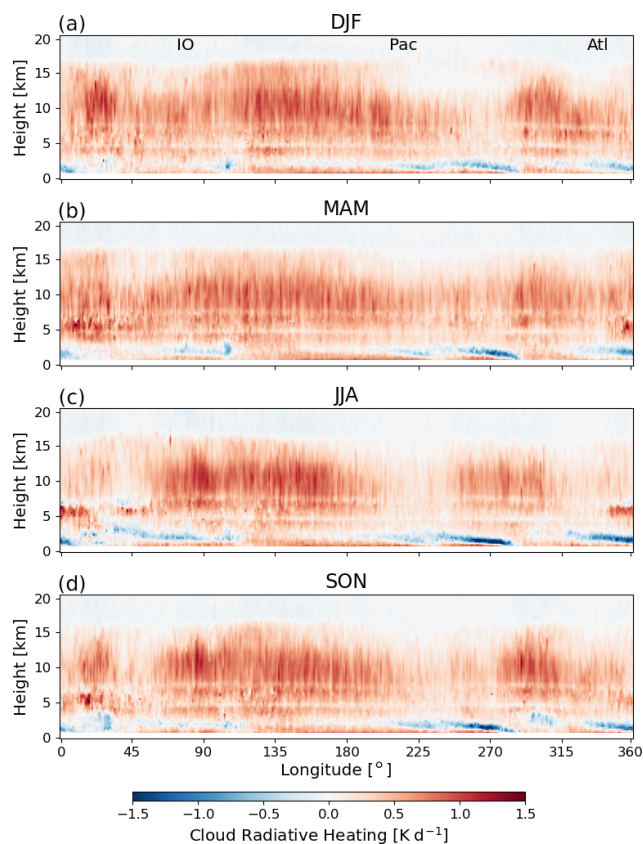 (a) DJF
IO Pac Atl
Height [km]
20
15
10
5
0
(b) MAM
Height [km]
20
15
10
5
0
(c) JJA
Height [km]
20
15
10
5
0
(d) SON
Height [km]
20
15
10
5
0
0 45 90 135 180 225 270 315 360
Longitude [°]
−1.5 −1.0 −0.5 0.0 0.5 1.0 1.5
Cloud Radiative Heating [K d⁻¹]